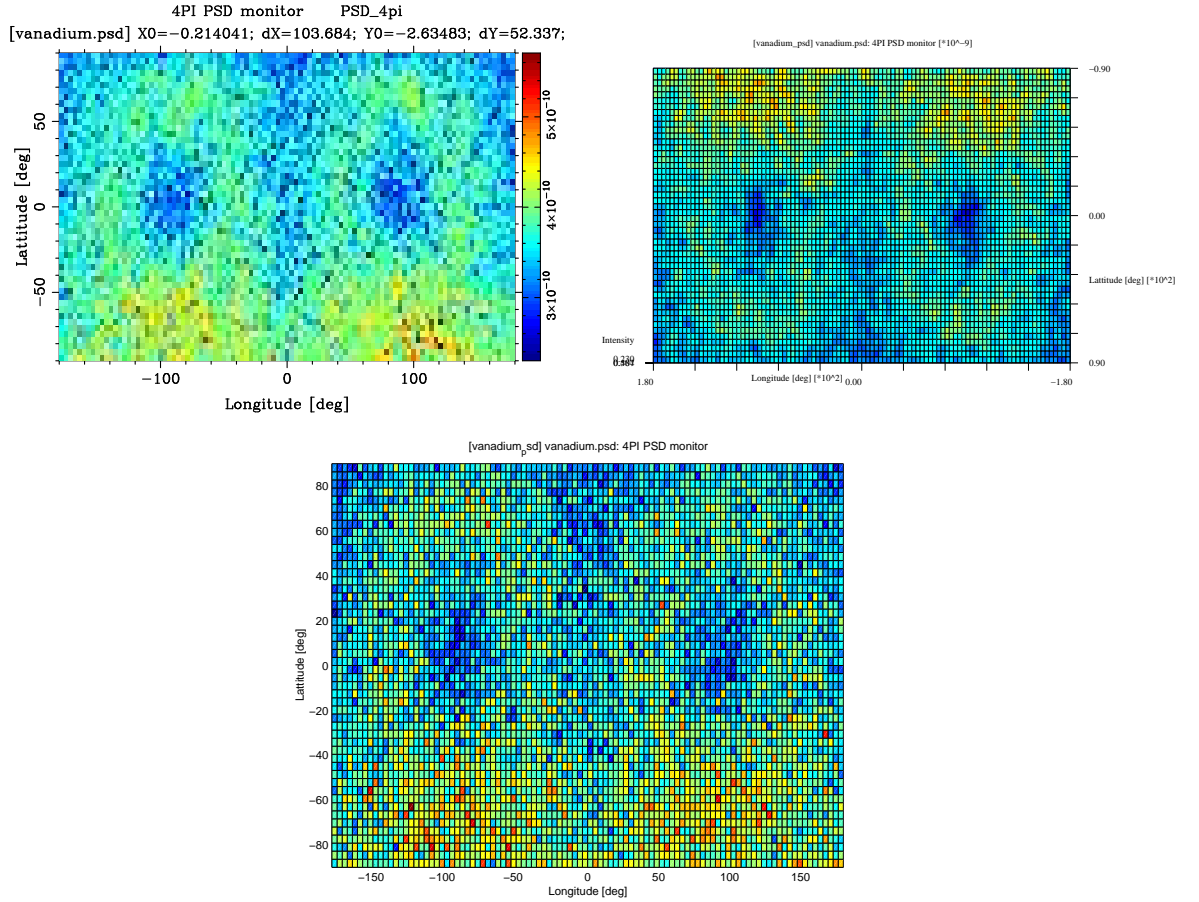 4PI PSD monitor PSD_4pi
[vanadium.psd] X0=−0.214041; dX=103.684; Y0=−2.63483; dY=52.337;
Lattitude [deg]
50
0
−50
−100
0
100
Longitude [deg]
5×10−10
4×10−10
3×10−10
[vanadium_psd] vanadium.psd: 4PI PSD monitor [*10^−9]
−0.90
0.00
Lattitude [deg] [*10^2]
0.90
Intensity
1.80
Longitude [deg] [*10^2]
0.00
−1.80
[vanadium_psd] vanadium.psd: 4PI PSD monitor
80
60
40
20
0
−20
−40
−60
−80
Lattitude [deg]
−150
−100
−50
0
50
100
150
Longitude [deg]